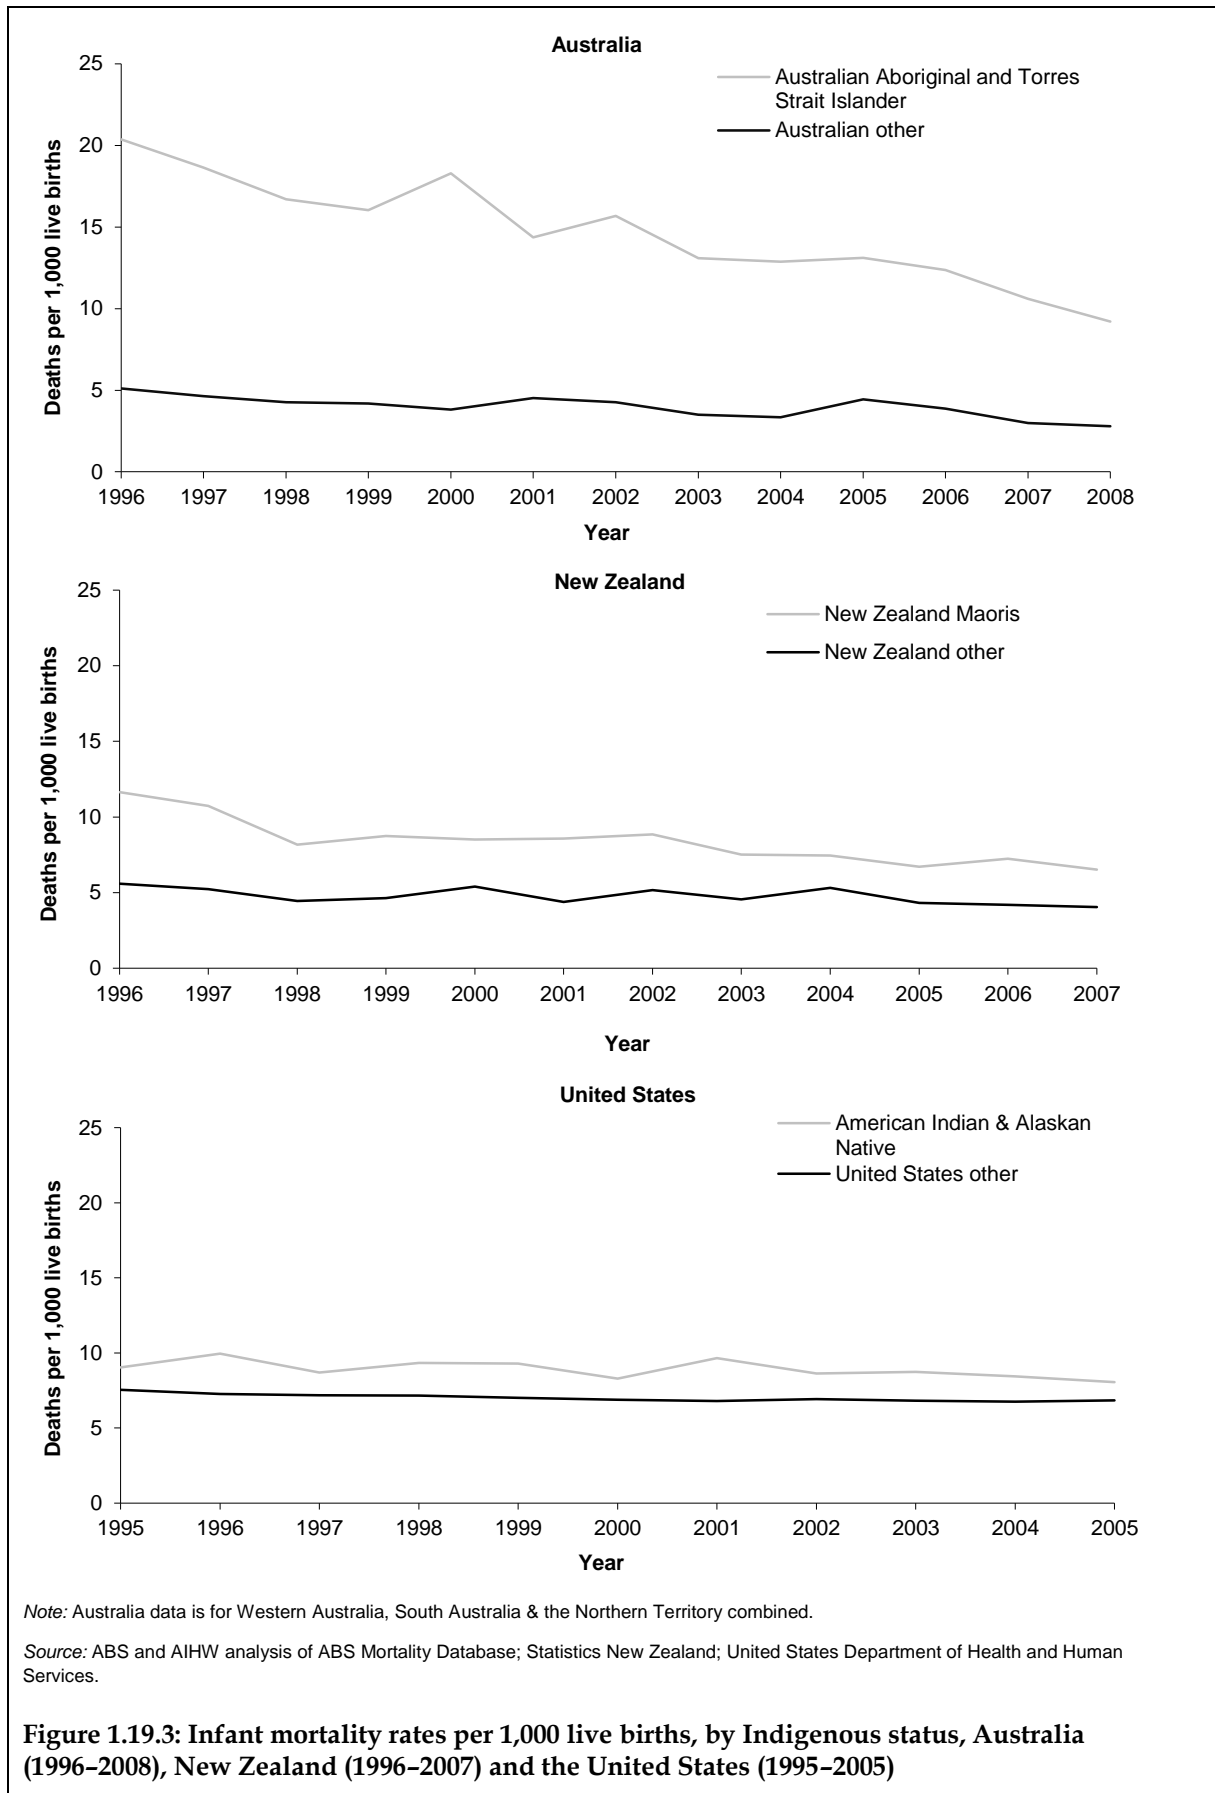 Australia
25
20
15
10
5
0
Deaths per 1,000 live births
Australian Aboriginal and Torres
Strait Islander
Australian other
1996 1997 1998 1999 2000 2001 2002 2003 2004 2005 2006 2007 2008
Year
New Zealand
25
20
15
10
5
0
Deaths per 1,000 live births
New Zealand Maoris
New Zealand other
1996 1997 1998 1999 2000 2001 2002 2003 2004 2005 2006 2007
Year
United States
25
20
15
10
5
0
Deaths per 1,000 live births
American Indian & Alaskan
Native
United States other
1995 1996 1997 1998 1999 2000 2001 2002 2003 2004 2005
Year
Note: Australia data is for Western Australia, South Australia & the Northern Territory combined.
Source: ABS and AIHW analysis of ABS Mortality Database; Statistics New Zealand; United States Department of Health and Human
Services.
Figure 1.19.3: Infant mortality rates per 1,000 live births, by Indigenous status, Australia
(1996–2008), New Zealand (1996–2007) and the United States (1995–2005)